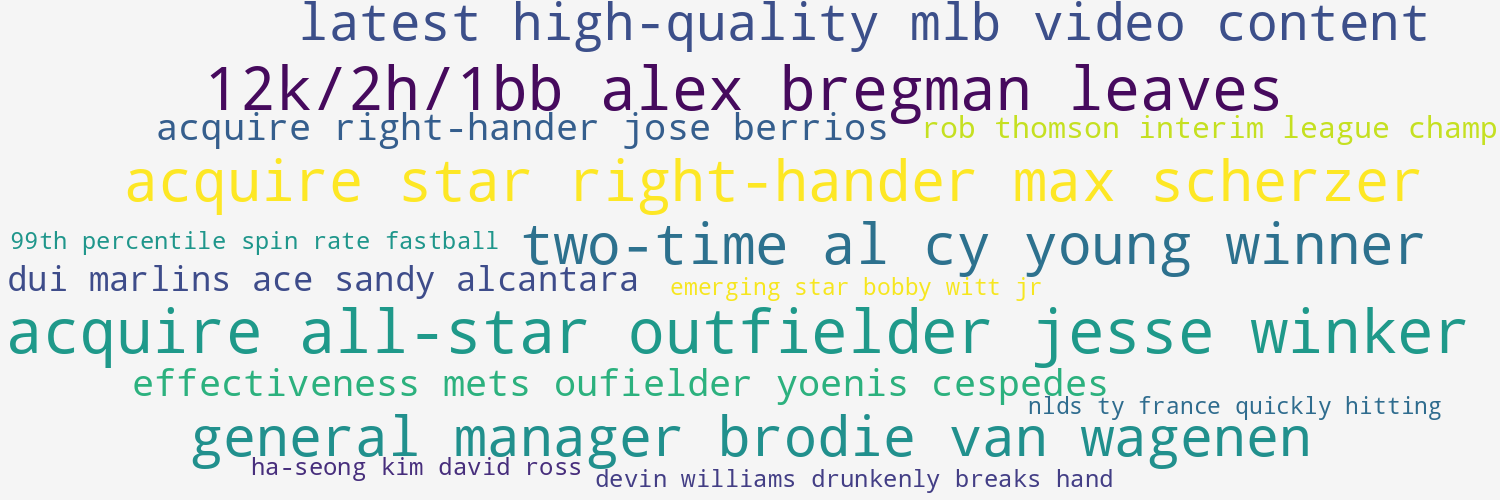 latest high-quality mlb video content
12k/2h/1bb alex bregman leaves
acquire right-hander jose berrios
rob thomson interim league champ
acquire star right-hander max scherzer
99th percentile spin rate fastball
two-time al cy young winner
dui marlins ace sandy alcantara
emerging star bobby witt jr
acquire all-star outfielder jesse winker
effectiveness mets oufielder yoenis cespedes
nlds ty france quickly hitting
general manager brodie van wagenen
ha-seong kim david ross
devin williams drunkenly breaks hand